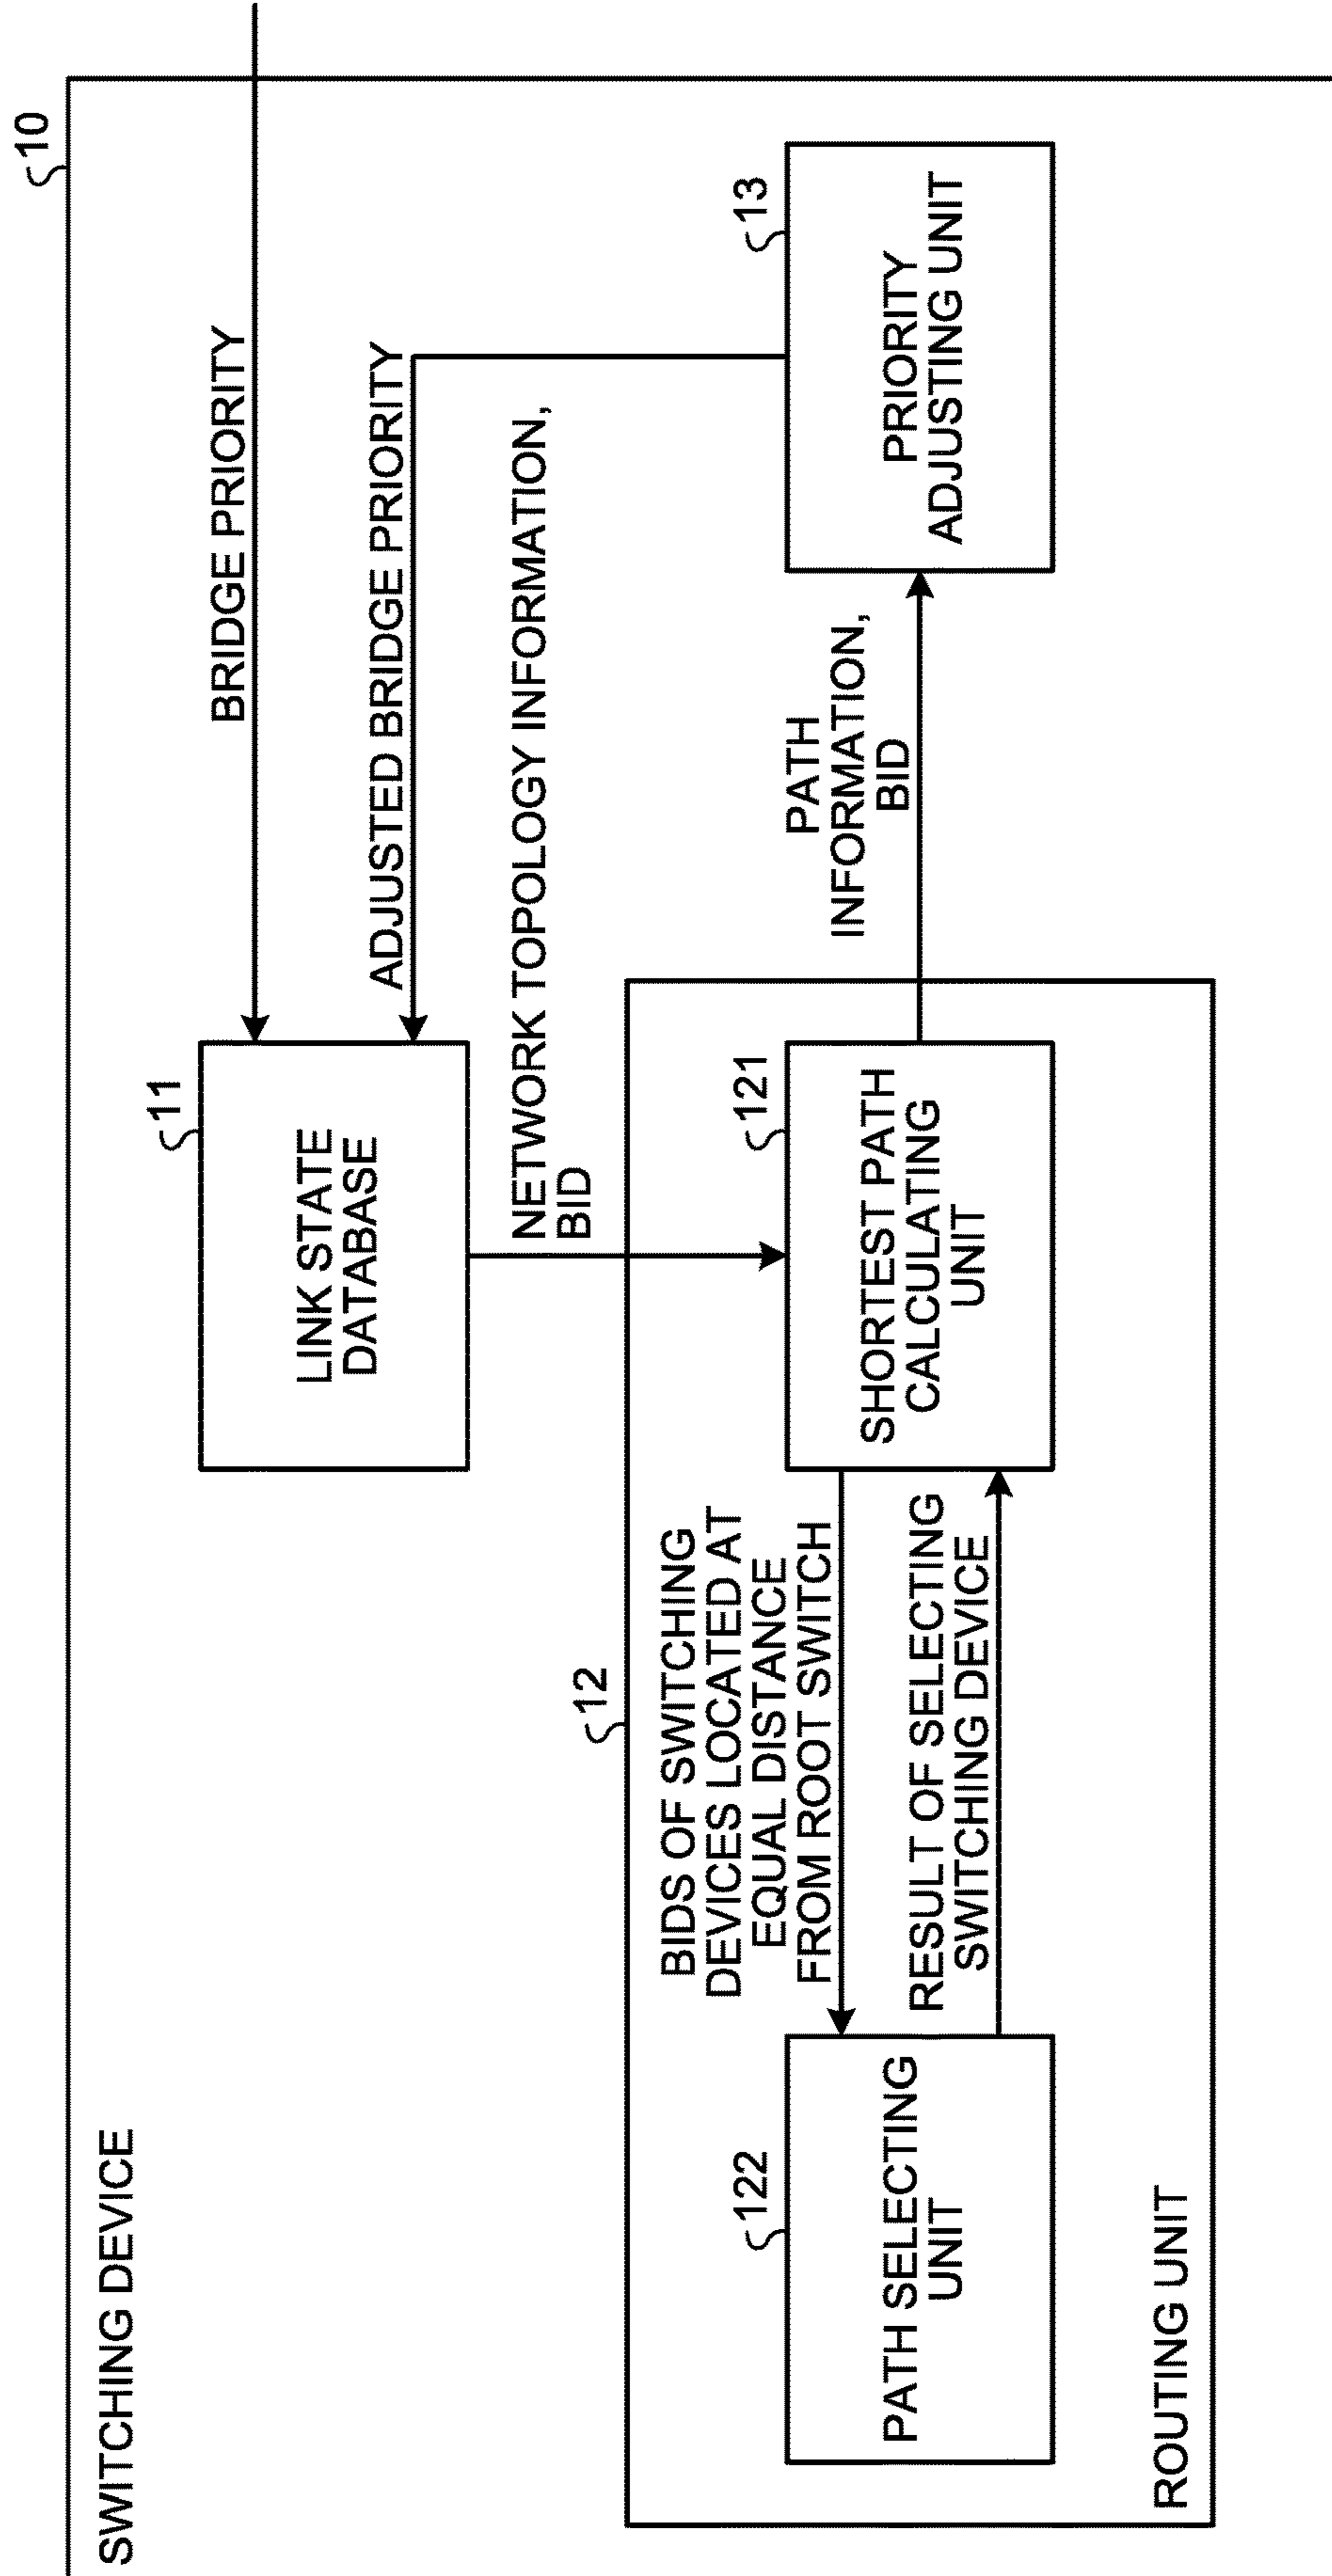 SWITCHING DEVICE
10
BRIDGE PRIORITY
11
LINK STATE
DATABASE
ADJUSTED BRIDGE PRIORITY
NETWORK TOPOLOGY INFORMATION,
BID
12
BIDS OF SWITCHING
DEVICES LOCATED AT
EQUAL DISTANCE
FROM ROOT SWITCH
122
PATH SELECTING
UNIT
RESULT OF SELECTING
SWITCHING DEVICE
121
SHORTEST PATH
CALCULATING
UNIT
PATH
INFORMATION,
BID
13
PRIORITY
ADJUSTING UNIT
ROUTING UNIT